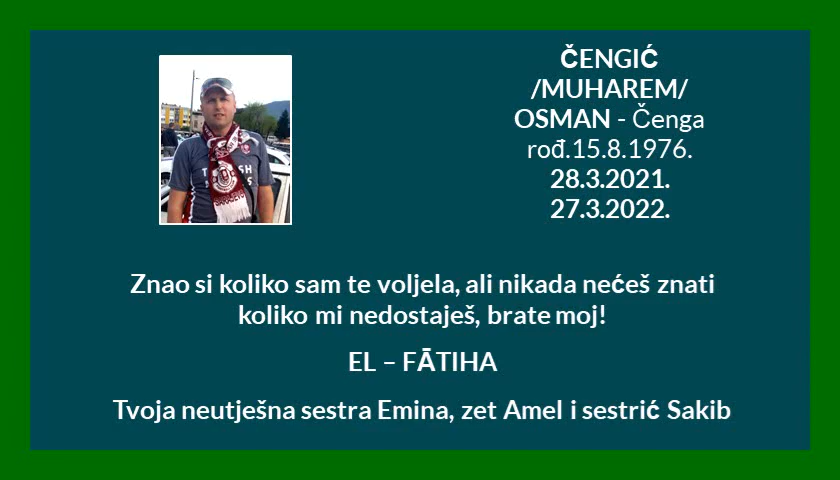 ČENGIĆ
/MUHAREM/
OSMAN - Čenga
rođ.15.8.1976.
28.3.2021.
27.3.2022.
Znao si koliko sam te voljela, ali nikada nećeš znati
koliko mi nedostaješ, brate moj!
EL – FĀTIHA
Tvoja neutješna sestra Emina, zet Amel i sestrić Sakib